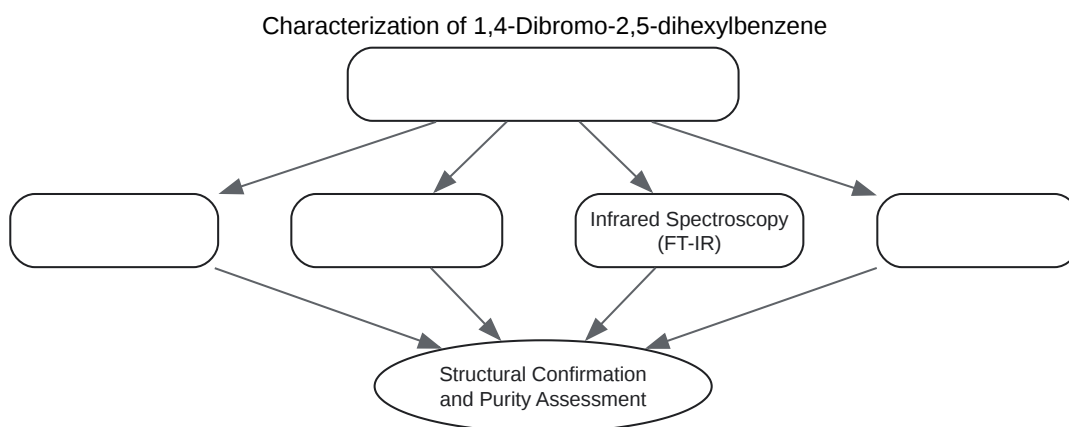 Characterization of 1,4-Dibromo-2,5-dihexylbenzene
Infrared Spectroscopy
(FT-IR)
Structural Confirmation
and Purity Assessment